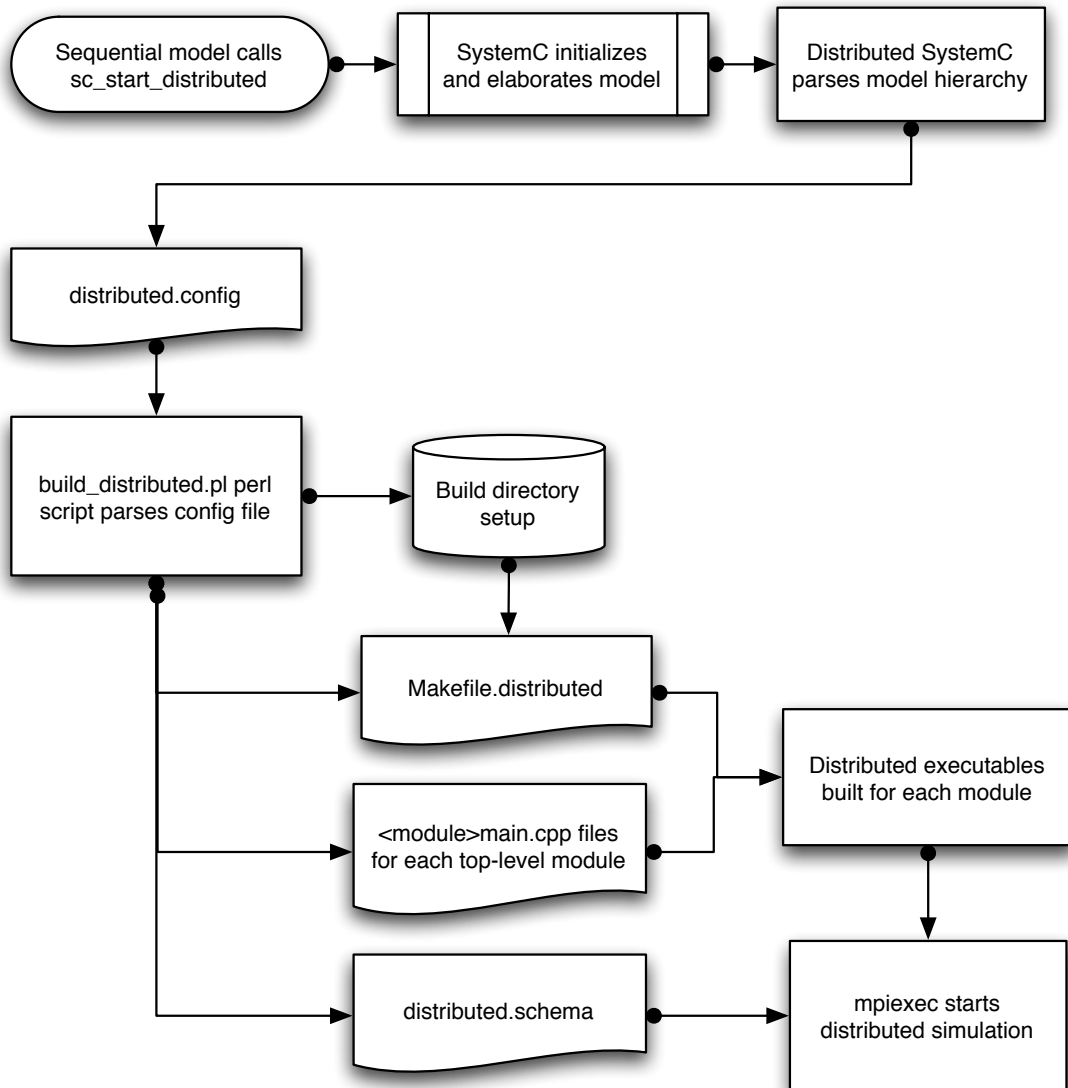 Sequential model calls
sc_start_distributed
SystemC initializes
and elaborates model
Distributed SystemC
parses model hierarchy
distributed.config
build_distributed.pl perl
script parses config file
Build directory
setup
Makefile.distributed
Distributed executables
built for each module
<module>main.cpp files
for each top-level module
distributed.schema
mpiexec starts
distributed simulation